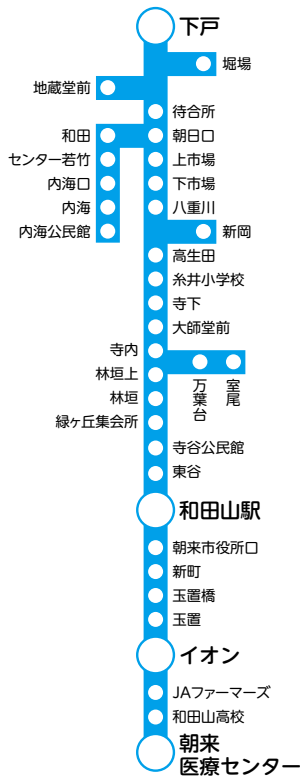 下戸
堀場
地蔵堂前
待合所
和田
朝日口
センター若竹
上市場
内海口
下市場
内海
八重川
内海公民館
新岡
高生田
糸井小学校
寺下
大師堂前
寺内
林垣上
万葉台
室尾
林垣
緑ヶ丘集会所
寺谷公民館
東谷
和田山駅
朝来市役所口
新町
玉置橋
玉置
イオン
JAファーマーズ
和田山高校
朝来
医療センター